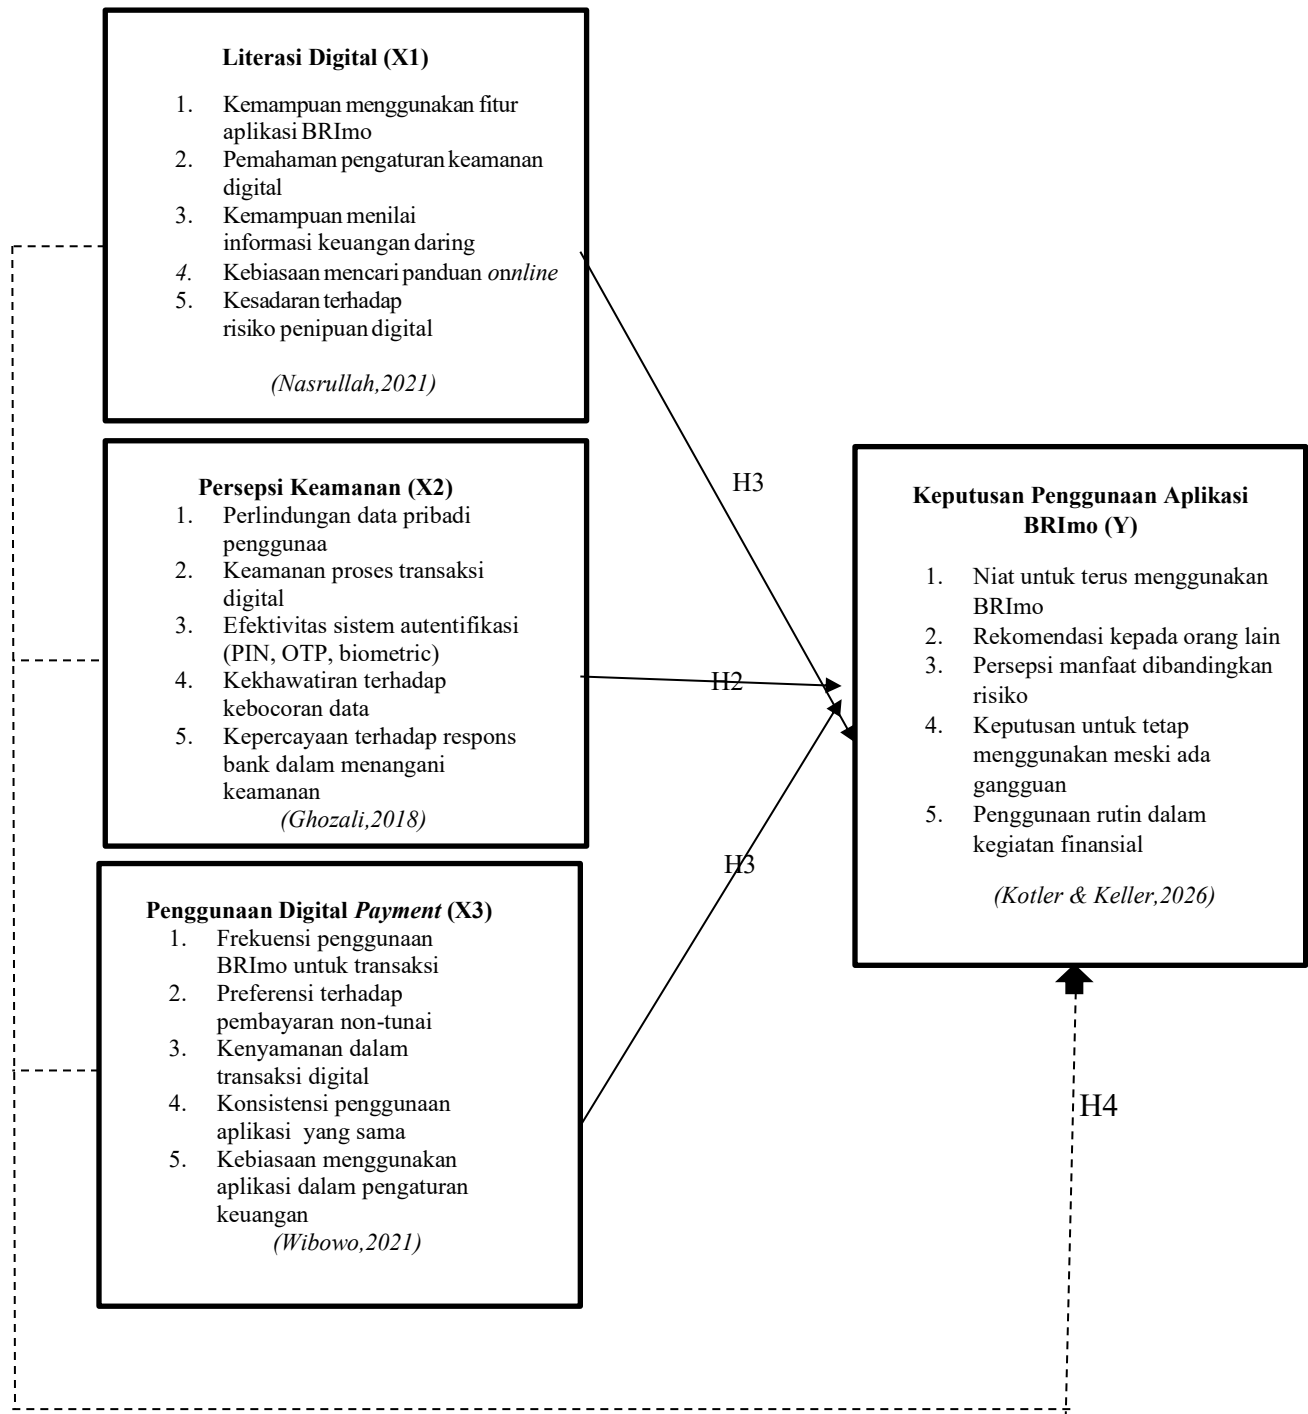 Literasi Digital (X1)
1. Kemampuan menggunakan fitur
aplikasi BRImo
2. Pemahaman pengaturan keamanan
digital
3. Kemampuan menilai
informasi keuangan daring
4. Kebiasaan mencari panduan onnline
5. Kesadaran terhadap
risiko penipuan digital
(Nasrullah,2021)
Persepsi Keamanan (X2)
1. Perlindungan data pribadi
penggunaa
2. Keamanan proses transaksi
digital
3. Efektivitas sistem autentifikasi
(PIN, OTP, biometric)
4. Kekhawatiran terhadap
kebocoran data
5. Kepercayaan terhadap respons
bank dalam menangani
keamanan
(Ghozali,2018)
Penggunaan Digital Payment (X3)
1. Frekuensi penggunaan
BRImo untuk transaksi
2. Preferensi terhadap
pembayaran non-tunai
3. Kenyamanan dalam
transaksi digital
4. Konsistensi penggunaan
aplikasi yang sama
5. Kebiasaan menggunakan
aplikasi dalam pengaturan
keuangan
(Wibowo,2021)
H3
H2
H3
Keputusan Penggunaan Aplikasi
BRImo (Y)
1. Niat untuk terus menggunakan
BRImo
2. Rekomendasi kepada orang lain
3. Persepsi manfaat dibandingkan
risiko
4. Keputusan untuk tetap
menggunakan meski ada
gangguan
5. Penggunaan rutin dalam
kegiatan finansial
(Kotler & Keller,2026)
H4